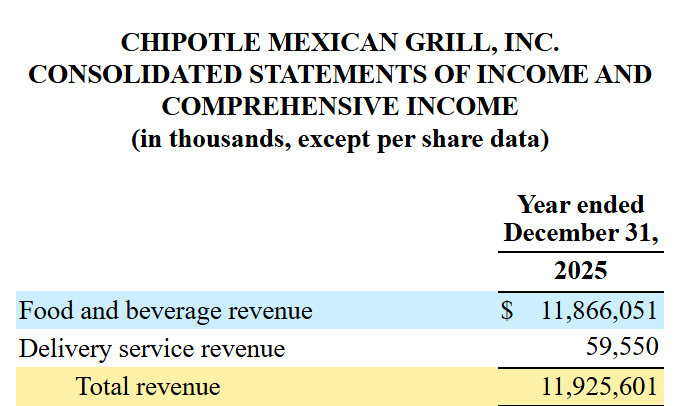 CHIPOTLE MEXICAN GRILL, INC.
CONSOLIDATED STATEMENTS OF INCOME AND
COMPREHENSIVE INCOME
(in thousands, except per share data)
Year ended
December 31,
2025
Food and beverage revenue $ 11,866,051
Delivery service revenue 59,550
Total revenue 11,925,601